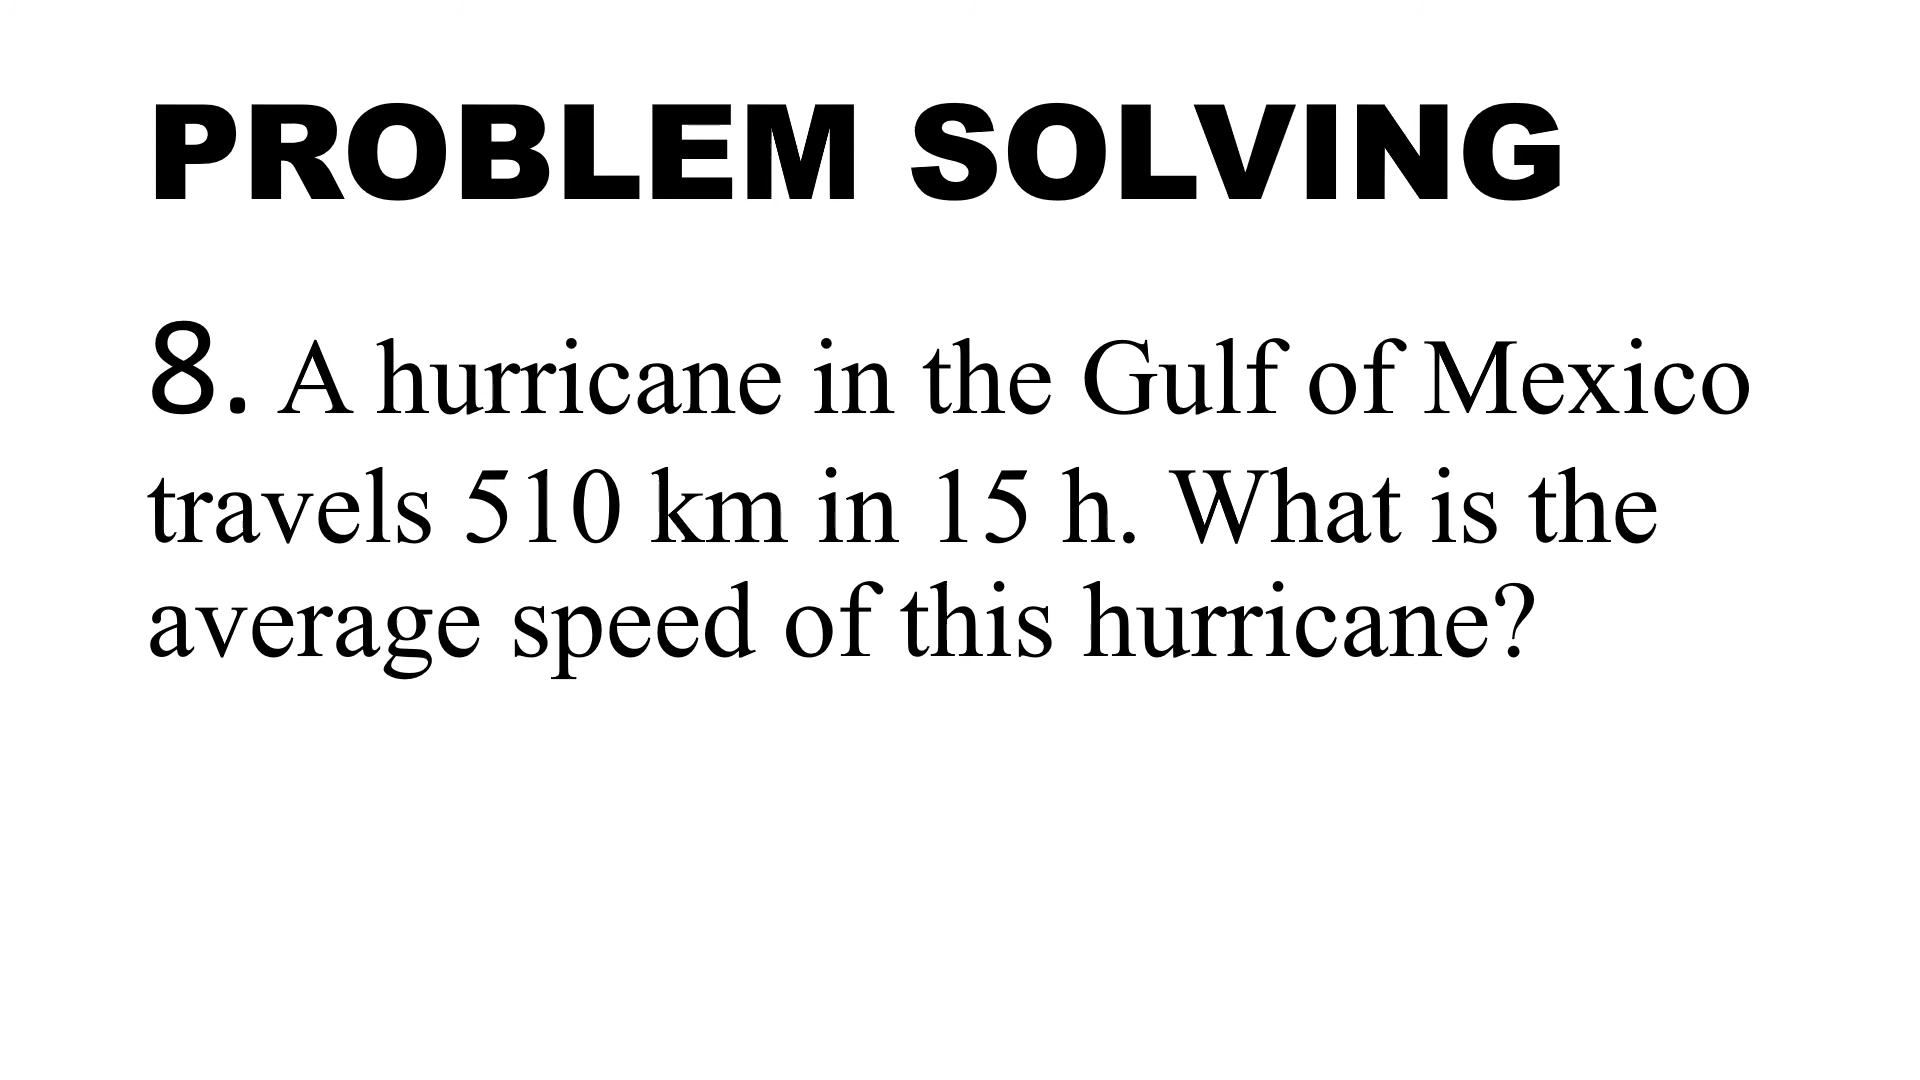 PROBLEM SOLVING
8. A hurricane in the Gulf of Mexico
travels 510 km in 15 h. What is the
average speed of this hurricane?